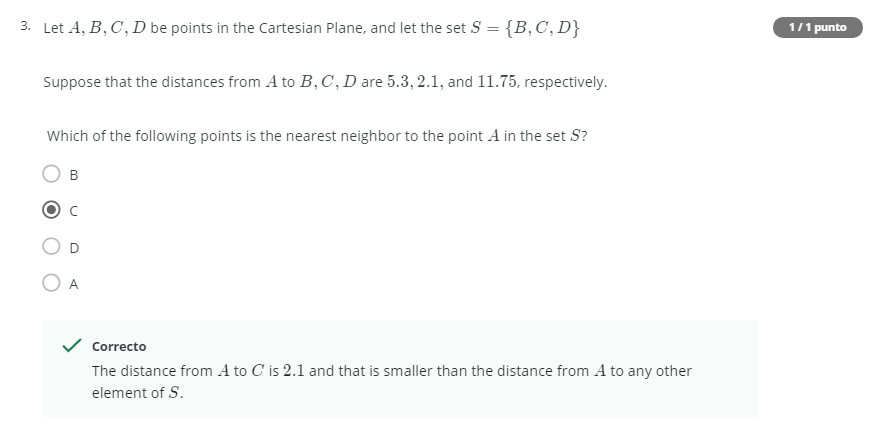 3. Let A, B, C, D be points in the Cartesian Plane, and let the set S = {B, C, D}
1 / 1 punto
Suppose that the distances from A to B, C, D are 5.3, 2.1, and 11.75, respectively.
Which of the following points is the nearest neighbor to the point A in the set S?
B
C
D
A
Correcto
The distance from A to C is 2.1 and that is smaller than the distance from A to any other
element of S.